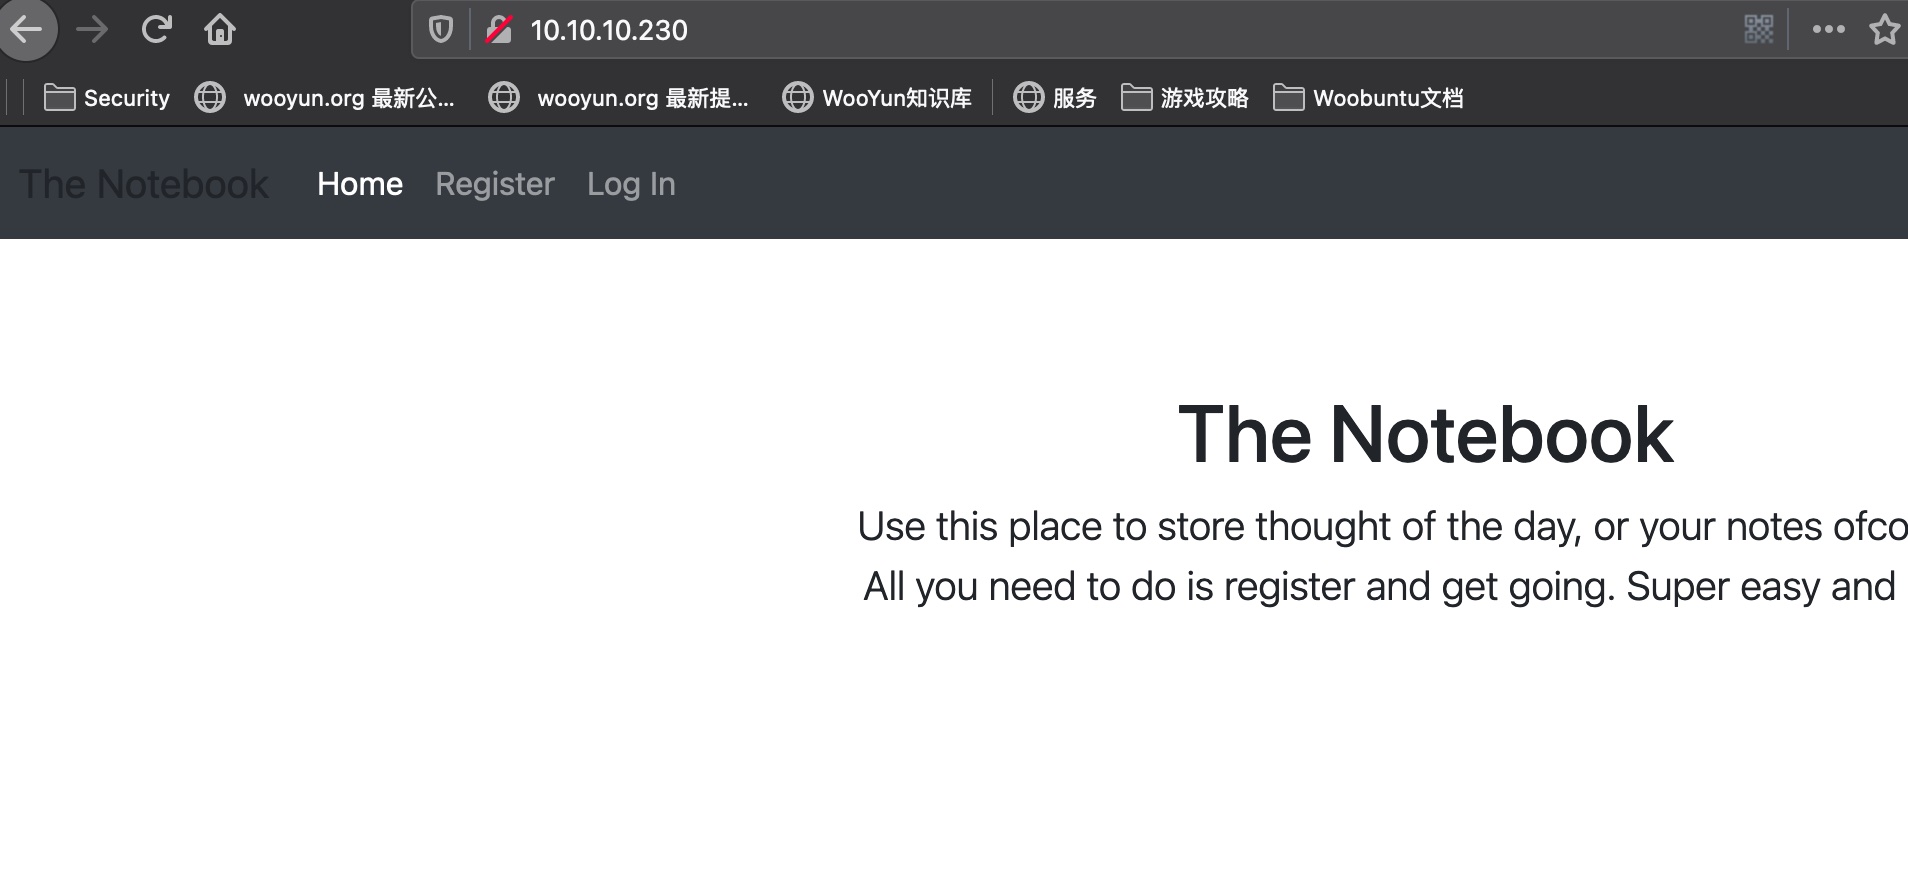 10.10.10.230
Security wooyun.org 最新公... wooyun.org 最新提... WooYun知识库 服务 游戏攻略 Woobuntu文档
The Notebook Home Register Log In
The Notebook
Use this place to store thought of the day, or your notes ofco
All you need to do is register and get going. Super easy and